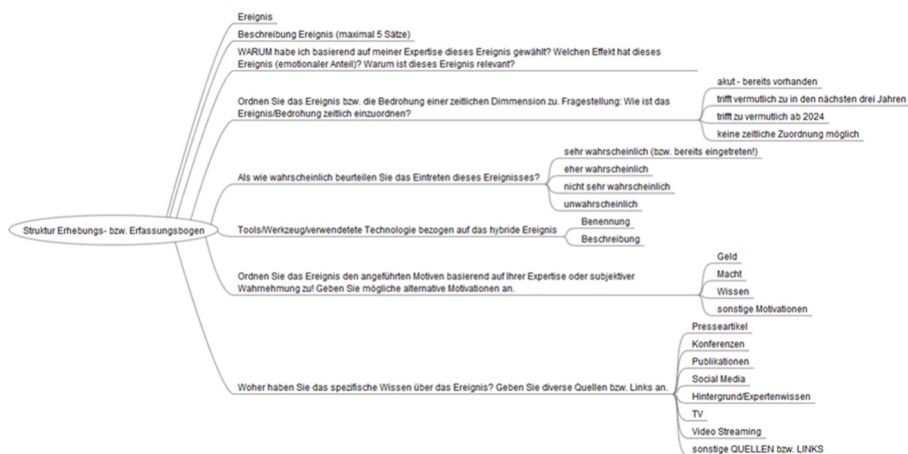 Struktur Erhebungs- bzw. Erfassungsbogen
Ereignis
Beschreibung Ereignis (maximal 5 Sätze)
WARUM habe ich basierend auf meiner Expertise dieses Ereignis gewählt? Welchen Effekt hat dieses
Ereignis (emotionaler Anteil)? Warum ist dieses Ereignis relevant?
Ordnen Sie das Ereignis bzw. die Bedrohung einer zeitlichen Dimmension zu. Fragestellung: Wie ist das
Ereignis/Bedrohung zeitlich einzuordnen?
akut - bereits vorhanden
trifft vermutlich zu in den nächsten drei Jahren
trifft zu vermutlich ab 2024
keine zeitliche Zuordnung möglich
Als wie wahrscheinlich beurteilen Sie das Eintreten dieses Ereignisses?
sehr wahrscheinlich (bzw. bereits eingetreten!)
eher wahrscheinlich
nicht sehr wahrscheinlich
unwahrscheinlich
Tools/Werkzeug/verwendetete Technologie bezogen auf das hybride Ereignis
Benennung
Beschreibung
Ordnen Sie das Ereignis den angeführten Motiven basierend auf Ihrer Expertise oder subjektiver
Wahrnehmung zu! Geben Sie mögliche alternative Motivationen an.
Geld
Macht
Wissen
sonstige Motivationen
Woher haben Sie das spezifische Wissen über das Ereignis? Geben Sie diverse Quellen bzw. Links an.
Presseartikel
Konferenzen
Publikationen
Social Media
Hintergrund/Expertenwissen
TV
Video Streaming
sonstige QUELLEN bzw. LINKS